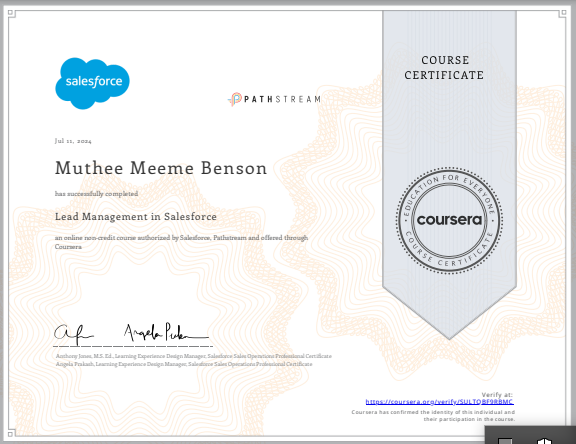 salesforce
PATHSTREAM
COURSE
CERTIFICATE
Jul 11, 2024
Muthee Meeme Benson
has successfully completed
Lead Management in Salesforce
an online non-credit course authorized by Salesforce, Pathstream and offered through
Coursera
EDUCATION FOR EVERYONE
coursera
COURSE CERTIFICATE
Anthony Jones, M.S. Ed., Learning Experience Design Manager, Salesforce Sales Operations Professional Certificate
Angela Prakash, Learning Experience Design Manager, Salesforce Sales Operations Professional Certificate
Verify at:
https://coursera.org/verify/SULTQBF9RBMC
Coursera has confirmed the identity of this individual and
their participation in the course.